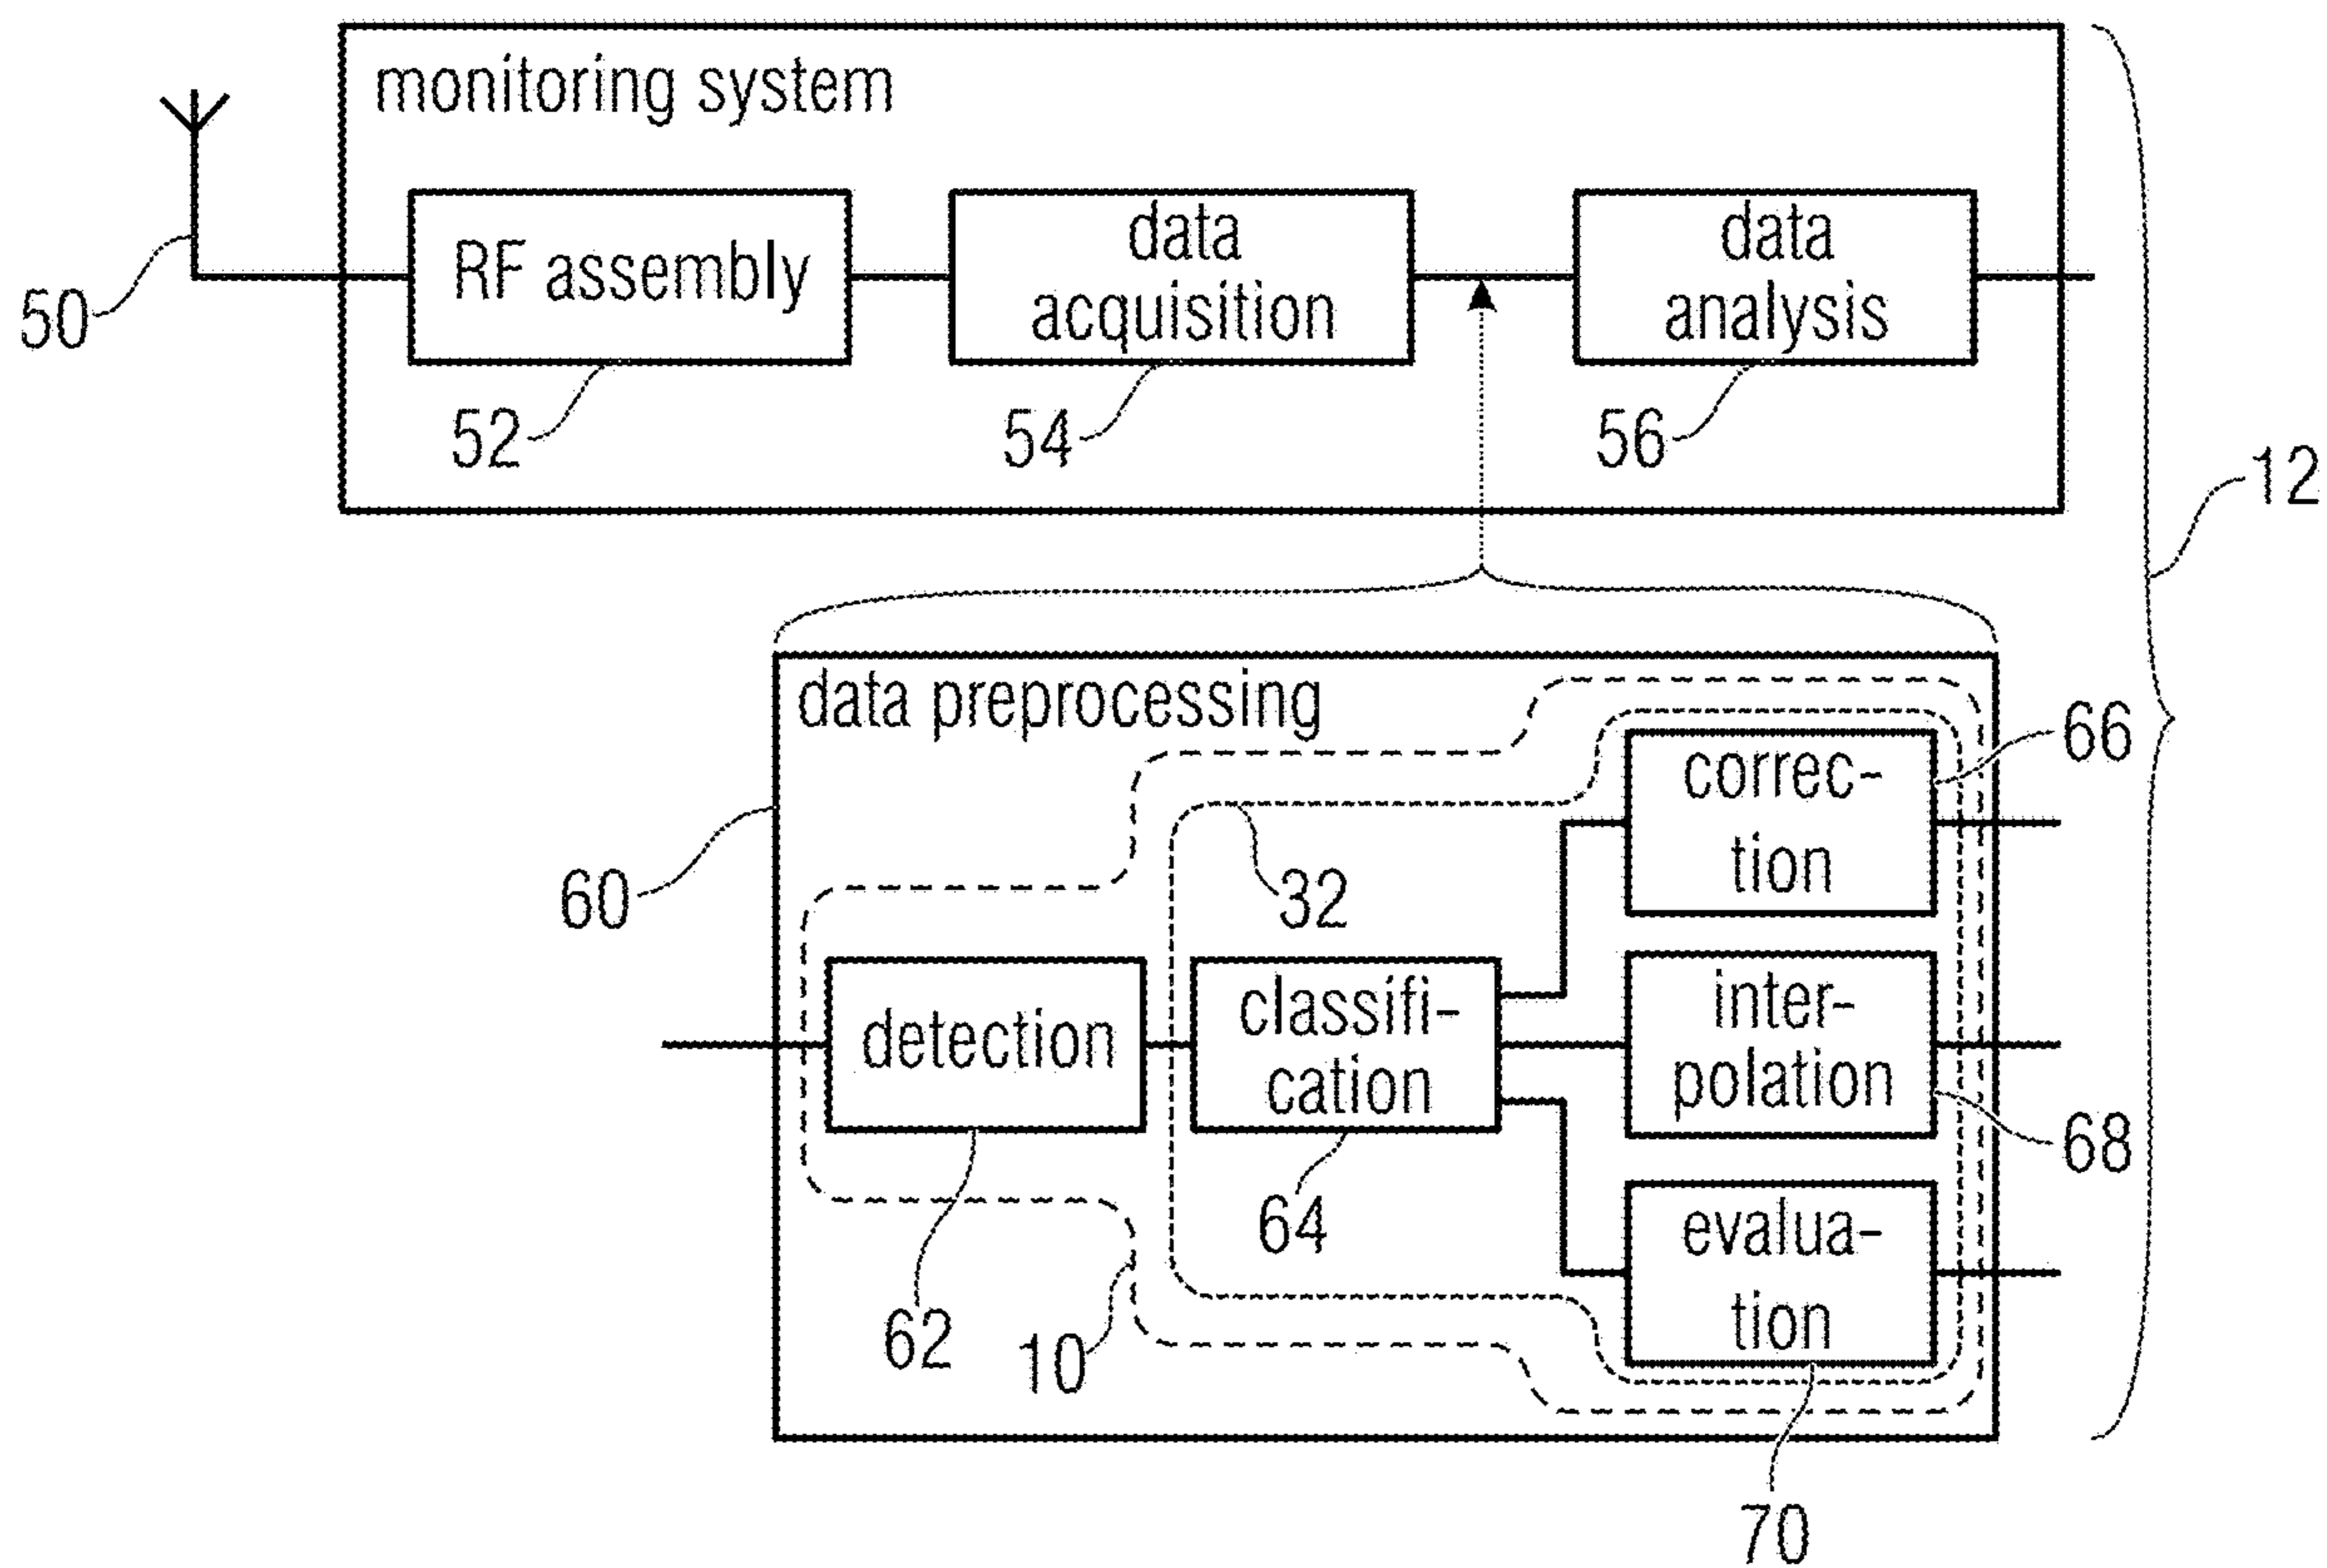 monitoring system
RF assembly
data
acquisition
data
analysis
50
52
54
56
12
data preprocessing
correc-
tion
66
60
32
detection
classifi-
cation
inter-
polation
68
64
evalua-
tion
62
10
70